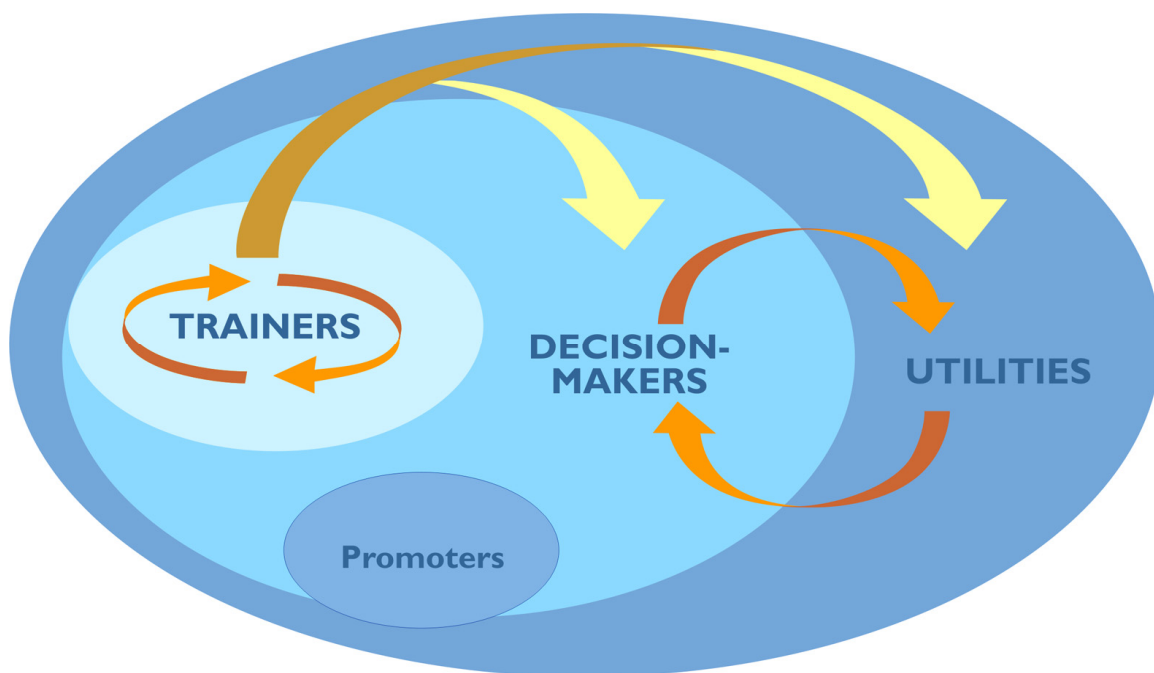 TRAINERS
DECISION-
MAKERS
UTILITIES
Promoters